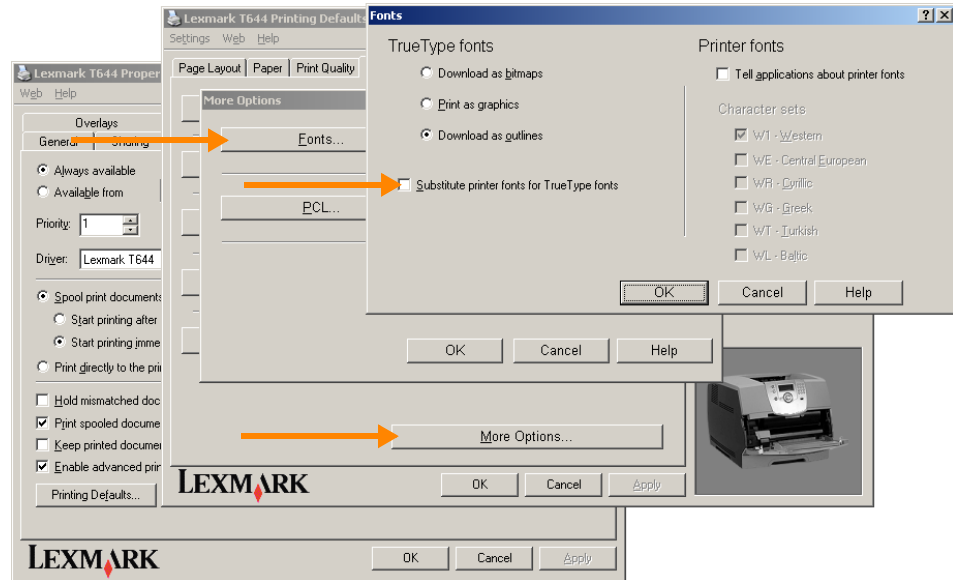 Lexmark T644 Printing Default
Settings Web Help
Page Layout Paper Print Quality
Fonts
TrueType fonts
Download as bitmaps
Print as graphics
Download as outlines
Substitute printer fonts for TrueType fonts
Printer fonts
Tell applications about printer fonts
Character sets
W1 - Western
WE - Central European
WR - Cyrillic
WG - Greek
WT - Turkish
WL - Baltic
OK Cancel Help
More Options
Fonts...
PCL...
OK Cancel Help
More Options...
LEXMARK
OK Cancel Apply
Lexmark T644 Proper
Web Help
Overlays
General Sharing
Always available
Available from
Priority: 1
Driver: Lexmark T644
Spool print documents
Start printing after
Start printing imme
Print directly to the prin
Hold mismatched doc
Print spooled docume
Keep printed documen
Enable advanced prin
Printing Defaults...
LEXMARK
OK Cancel Apply